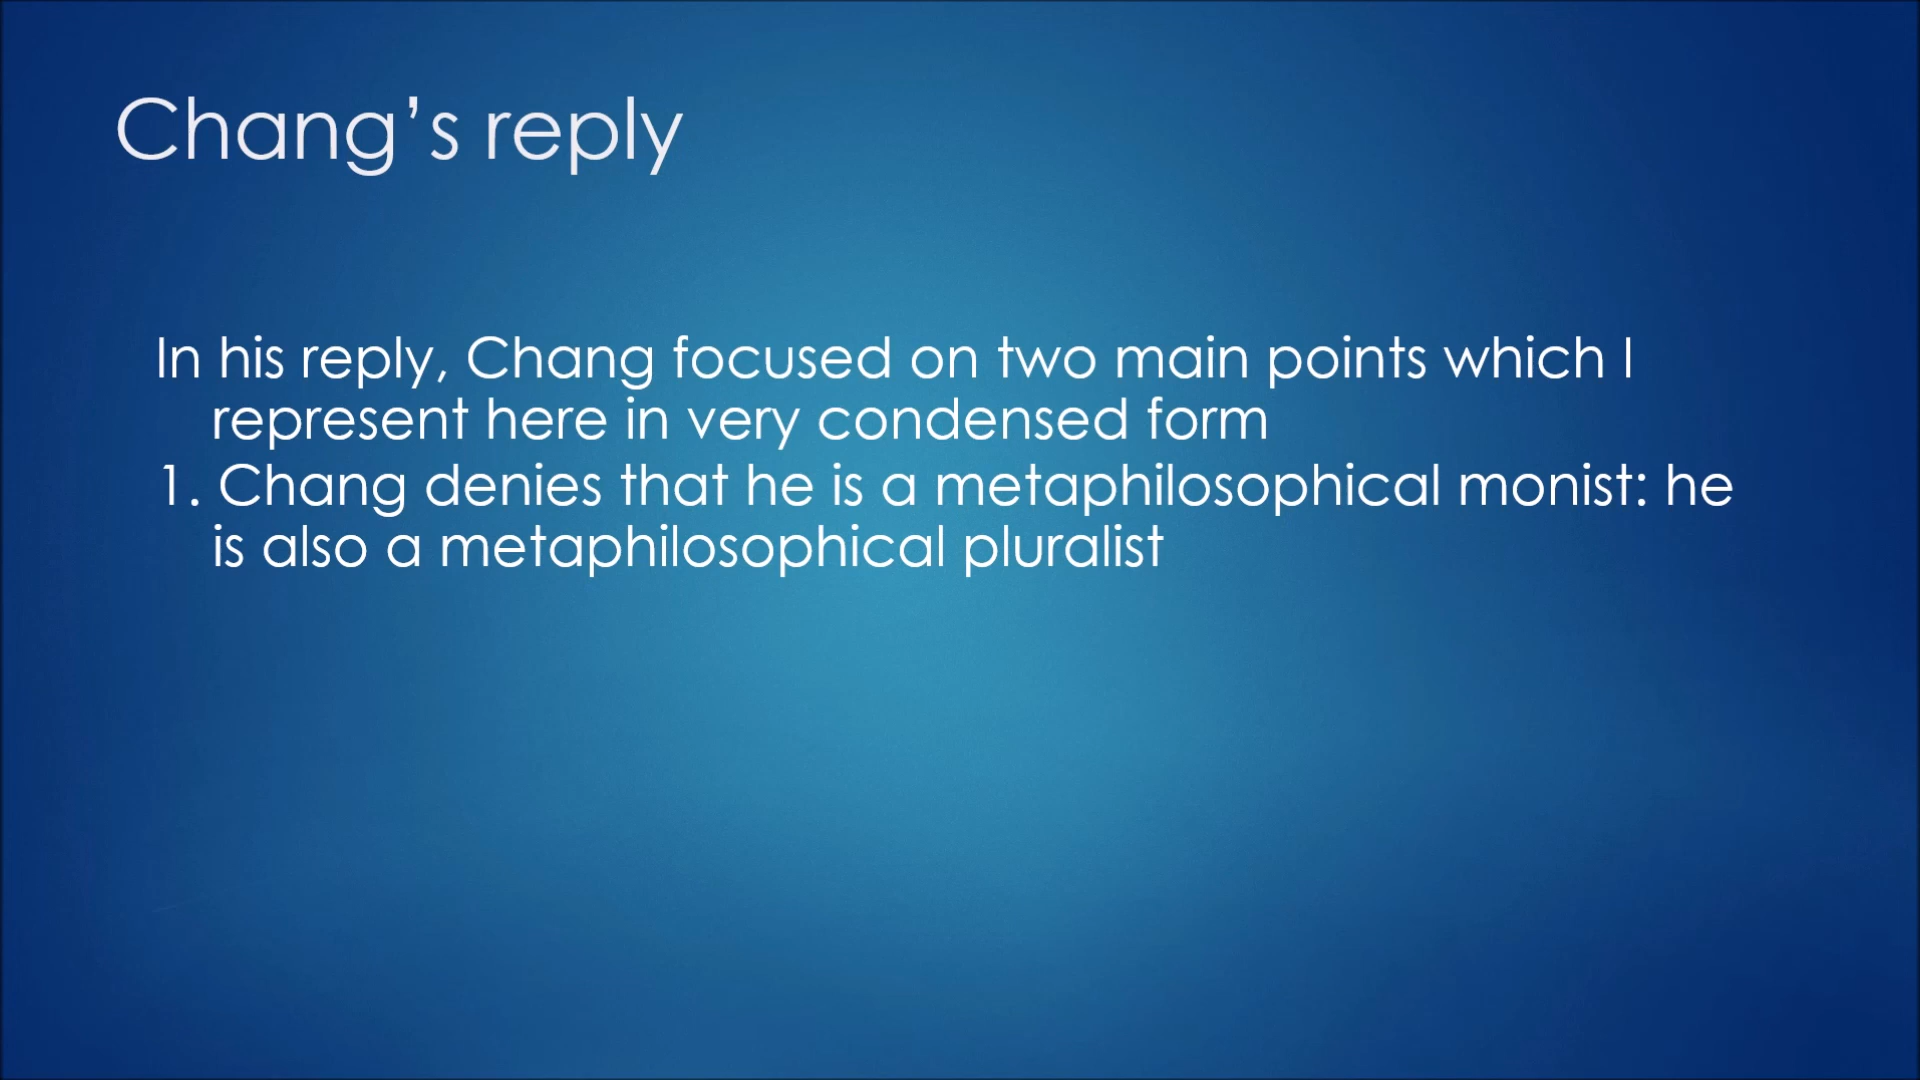 Chang’s reply
In his reply, Chang focused on two main points which I
represent here in very condensed form
1. Chang denies that he is a metaphilosophical monist: he
is also a metaphilosophical pluralist